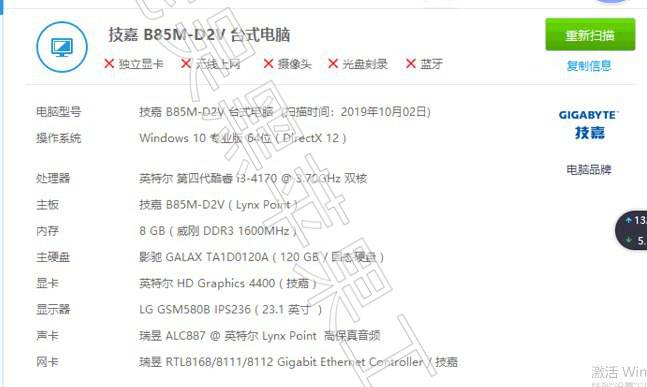 技嘉 B85M-D2V 台式电脑
重新扫描
独立显卡 无线上网 摄像头 光盘刻录 蓝牙
复制信息
电脑型号 技嘉 B85M-D2V 台式电脑 (扫描时间：2019年10月02日)
操作系统 Windows 10 专业版 64位 ( DirectX 12 )
GIGABYTE™
技嘉
电脑品牌
处理器 英特尔 第四代酷睿 i3-4170 @ 3.70GHz 双核
主板 技嘉 B85M-D2V ( Lynx Point )
内存 8 GB ( 威刚 DDR3 1600MHz )
主硬盘 影驰 GALAX TA1D0120A ( 120 GB / 固态硬盘 )
显卡 英特尔 HD Graphics 4400 ( 技嘉 )
显示器 LG GSM580B IPS236 ( 23.1 英寸 )
声卡 瑞昱 ALC887 @ 英特尔 Lynx Point 高保真音频
网卡 瑞昱 RTL8168/8111/8112 Gigabit Ethernet Controller / 技嘉
13.
5.
黑苹果
激活 Win